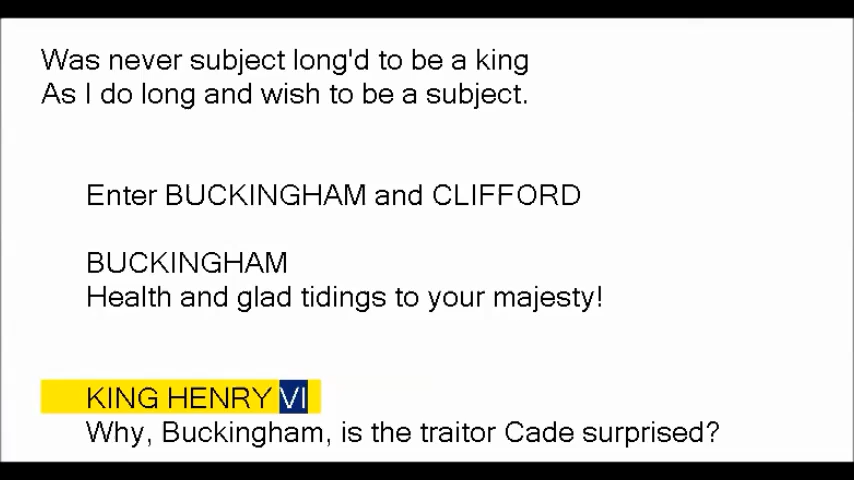 Was never subject long'd to be a king
As I do long and wish to be a subject.
Enter BUCKINGHAM and CLIFFORD
BUCKINGHAM
Health and glad tidings to your majesty!
KING HENRY VI
Why, Buckingham, is the traitor Cade surprised?